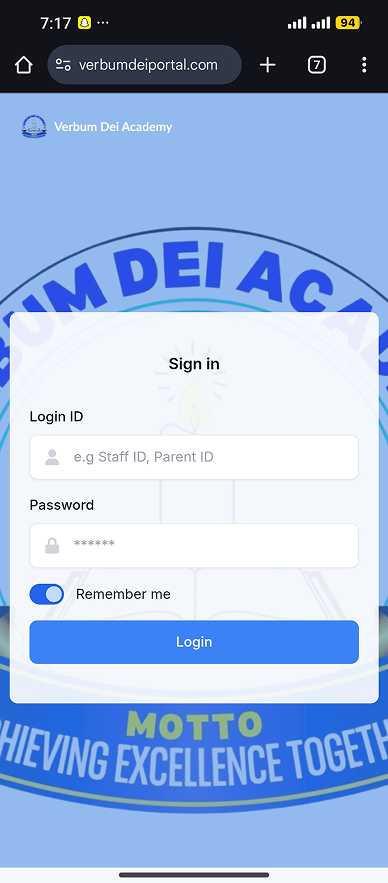 7:17
94
verbumdeiportal.com
7
Verbum Dei Academy
BUM DEI ACAD
Sign in
Login ID
e.g Staff ID, Parent ID
Password
******
Remember me
Login
MOTTO
HIEVING EXCELLENCE TOGETH